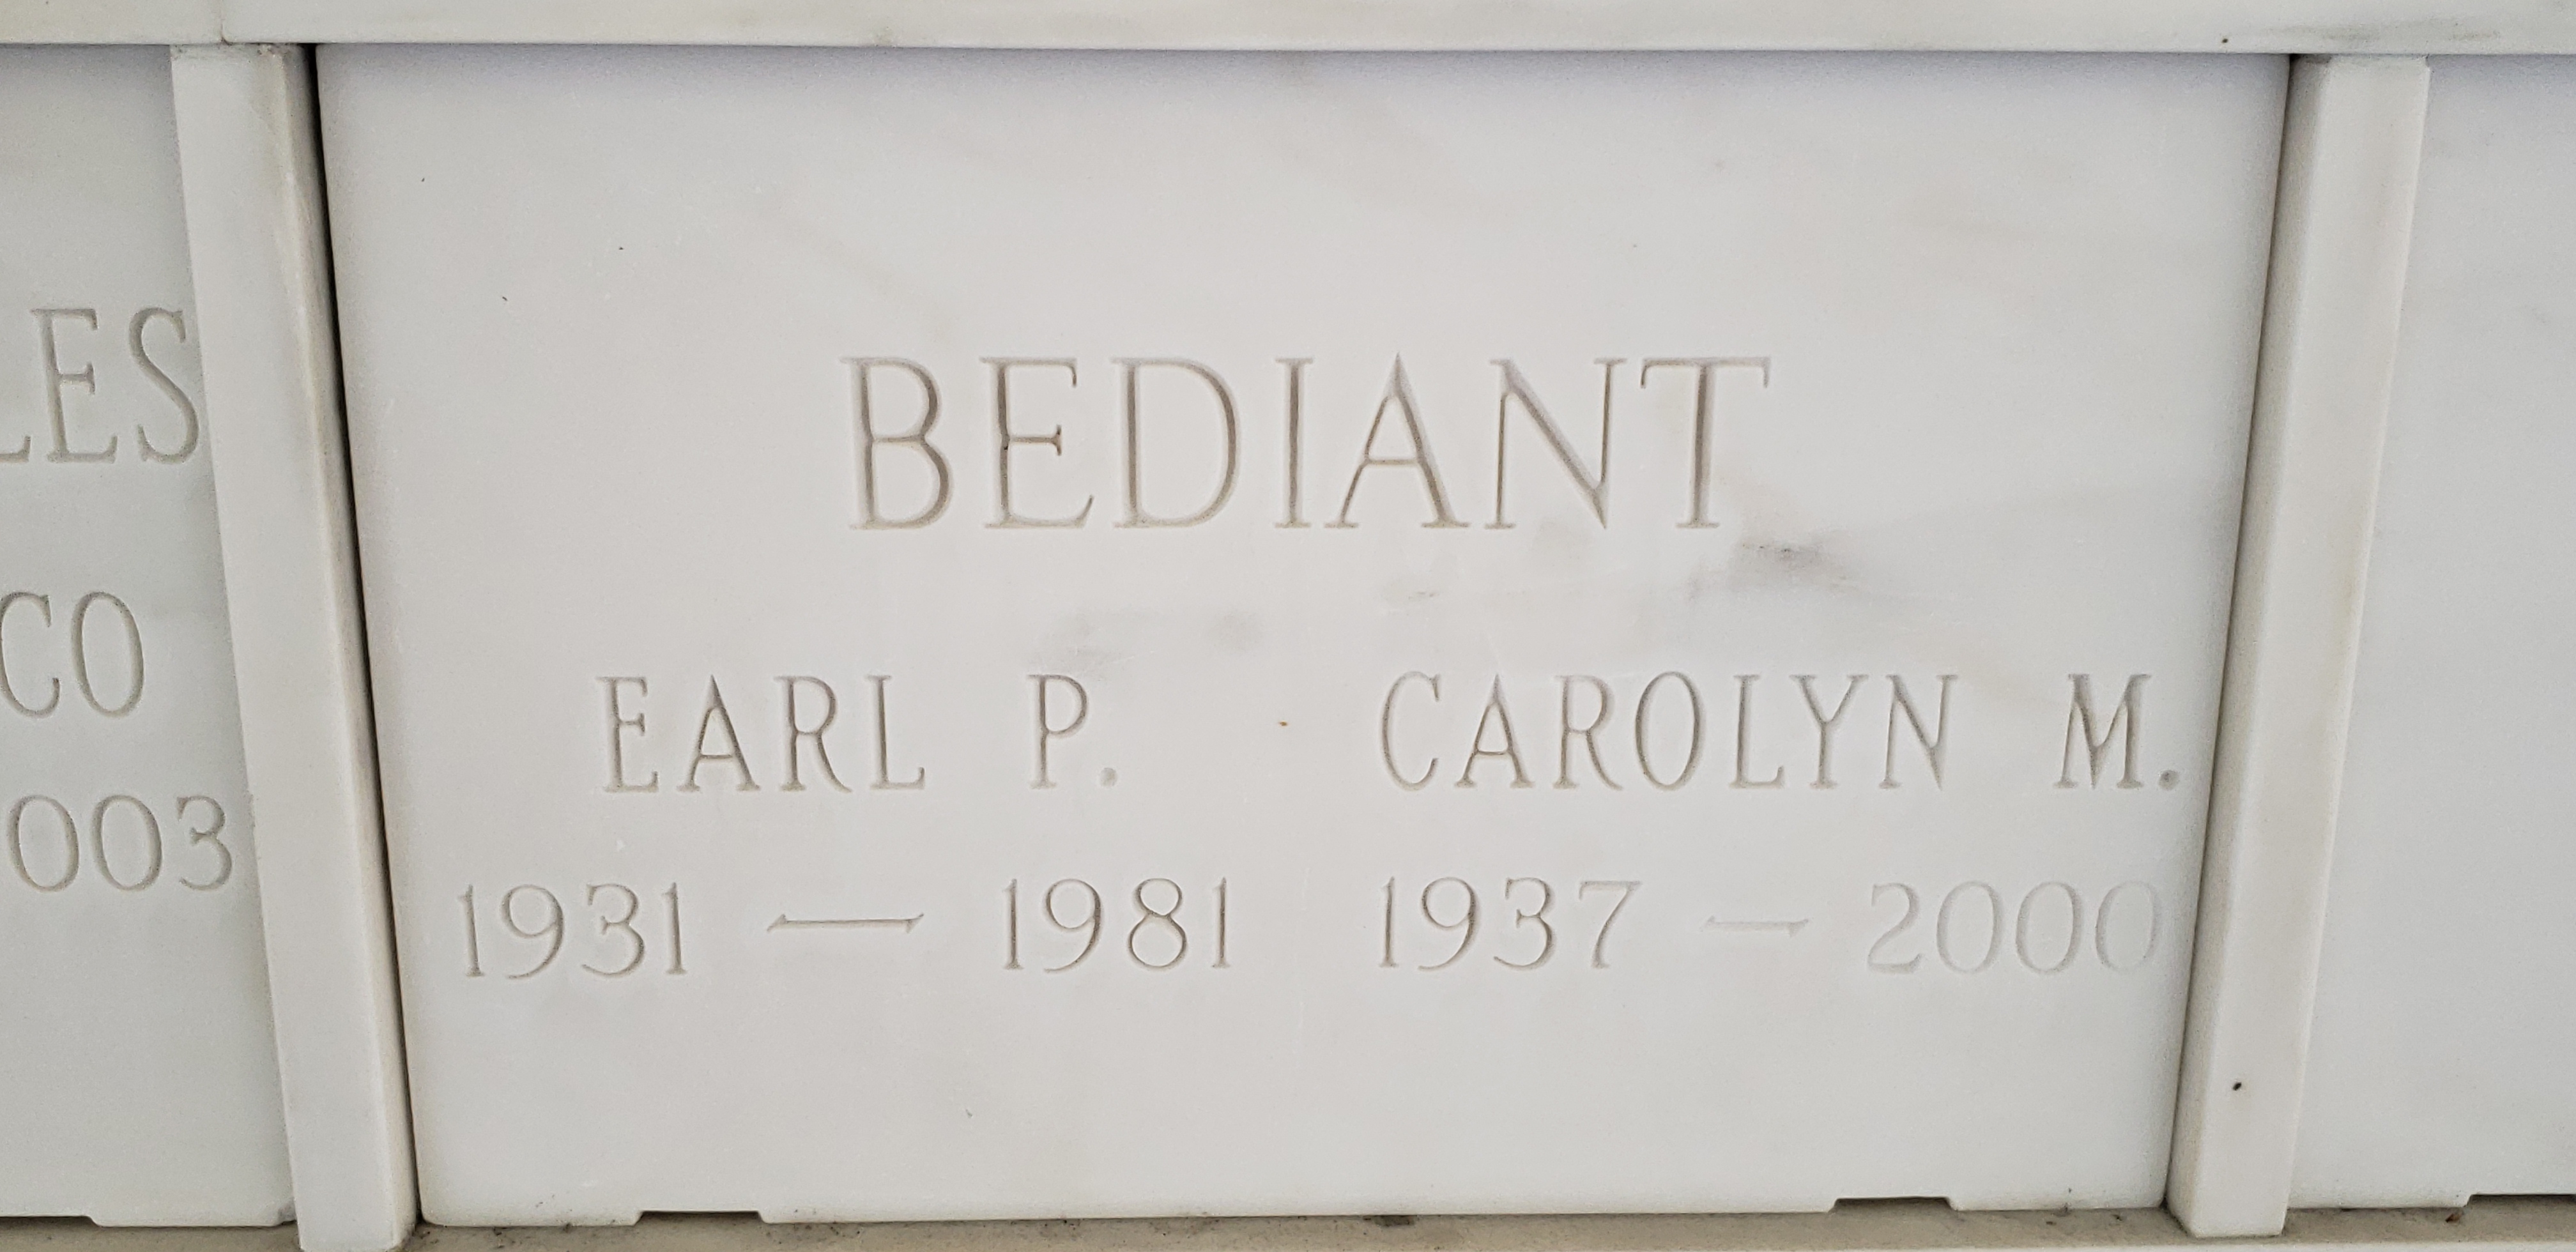 BEDIANT
EARL P. CAROLYN M.
1931 — 1981 1937 — 2000